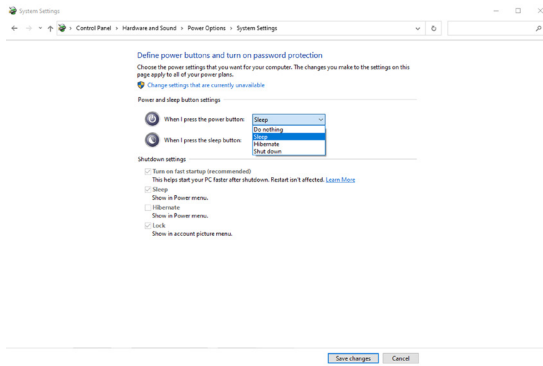 System Settings
Control Panel > Hardware and Sound > Power Options > System Settings
Define power buttons and turn on password protection
Choose the power settings that you want for your computer. The changes you make to the settings on this
page apply to all of your power plans.
Change settings that are currently unavailable
Power and sleep button settings
When I press the power button: Sleep
Do nothing
Sleep
When I press the sleep button:
Hibernate
Shut down
Shutdown settings
Turn on fast startup (recommended)
This helps start your PC faster after shutdown. Restart isn't affected. Learn More
Sleep
Show in Power menu.
Hibernate
Show in Power menu.
Lock
Show in account picture menu.
Save changes Cancel